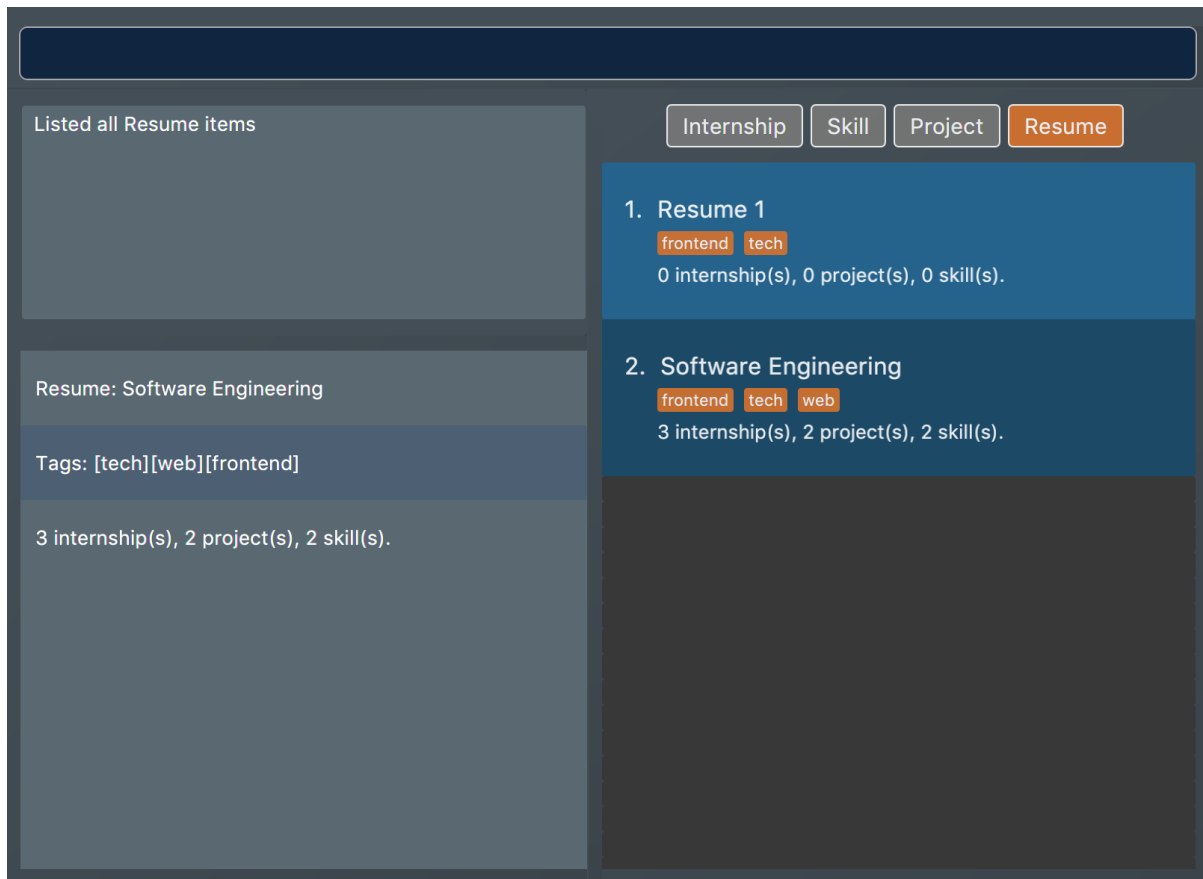 Listed all Resume items
Resume: Software Engineering
Tags: [tech][web][frontend]
3 internship(s), 2 project(s), 2 skill(s).
Internship Skill Project Resume
1. Resume 1
frontend tech
0 internship(s), 0 project(s), 0 skill(s).
2. Software Engineering
frontend tech web
3 internship(s), 2 project(s), 2 skill(s).